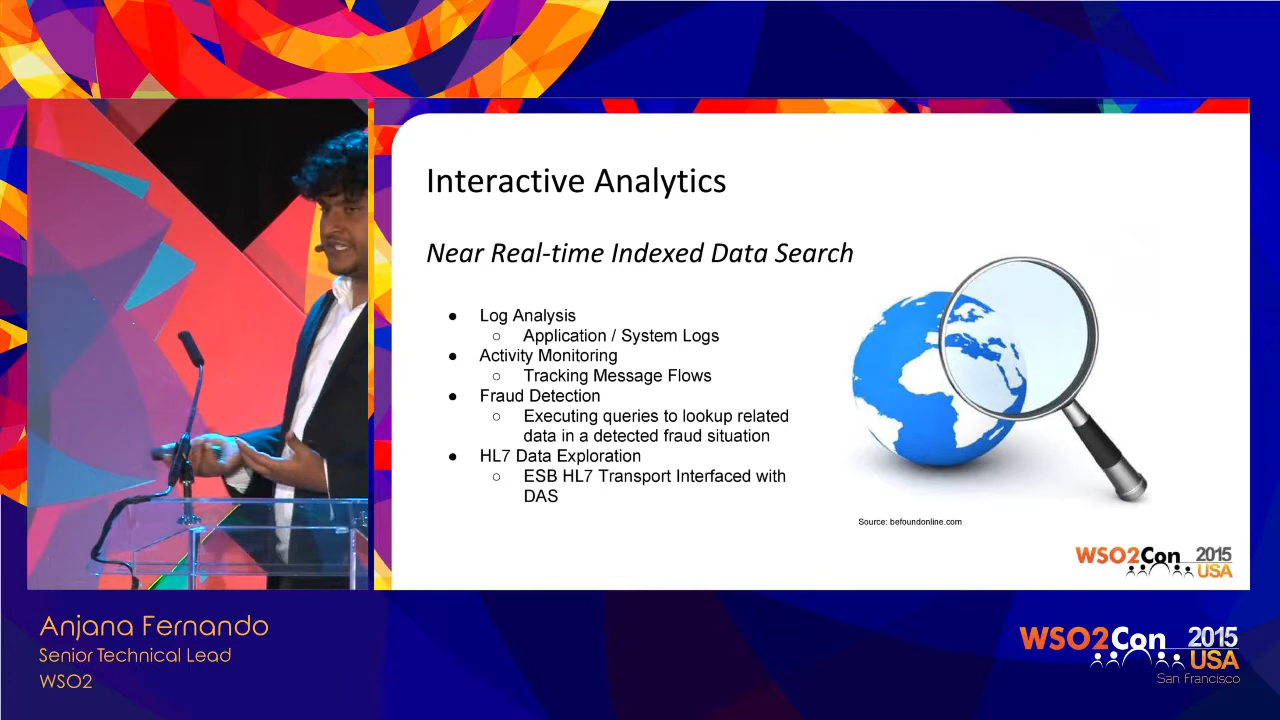 Interactive Analytics
Near Real-time Indexed Data Search
● Log Analysis
○ Application / System Logs
● Activity Monitoring
○ Tracking Message Flows
● Fraud Detection
○ Executing queries to lookup related
data in a detected fraud situation
● HL7 Data Exploration
○ ESB HL7 Transport Interfaced with
DAS
Source: befoundonline.com
WSO2Con 2015
USA
Anjana Fernando
Senior Technical Lead
WSO2
WSO2Con 2015
USA
San Francisco